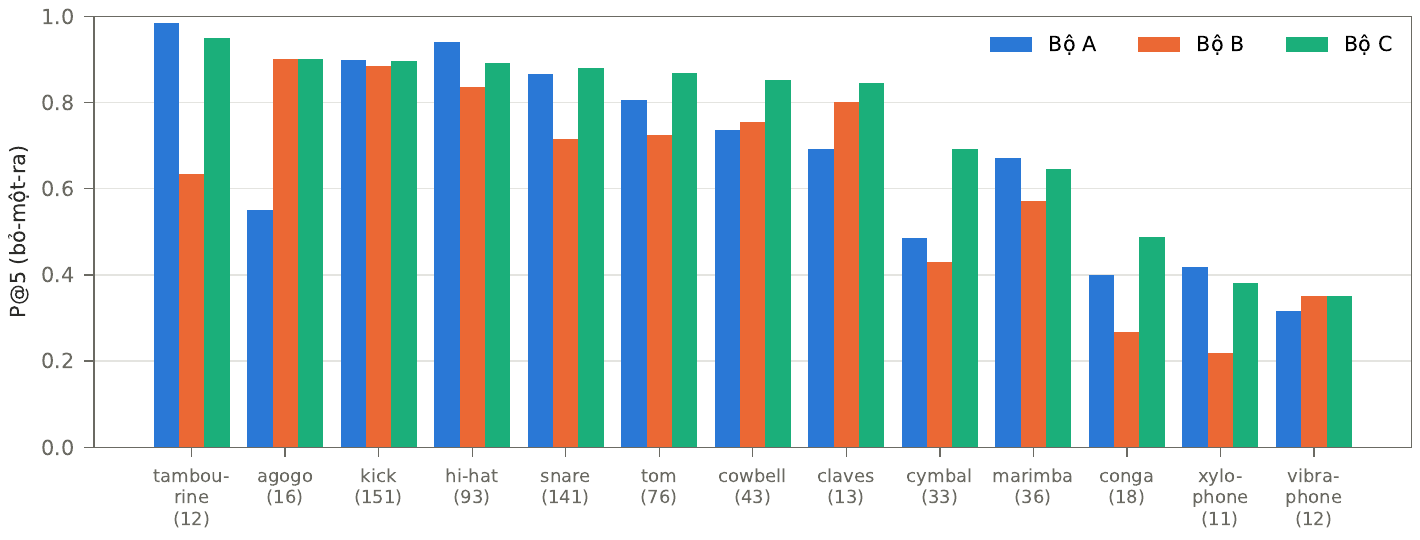 1.0
0.8
0.6
0.4
0.2
0.0
P@5 (bỏ-một-ra)
Bộ A
Bộ B
Bộ C
tambou-
rine
(12)
agogo
(16)
kick
(151)
hi-hat
(93)
snare
(141)
tom
(76)
cowbell
(43)
claves
(13)
cymbal
(33)
marimba
(36)
conga
(18)
xylo-
phone
(11)
vibra-
phone
(12)